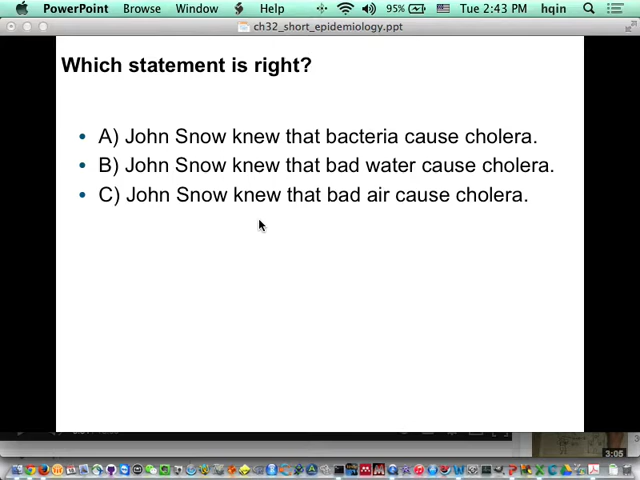 PowerPoint Browse Window Help 95% Tue 2:43 PM hqin
ch32_short_epidemiology.ppt
Which statement is right?
• A) John Snow knew that bacteria cause cholera.
• B) John Snow knew that bad water cause cholera.
• C) John Snow knew that bad air cause cholera.
3:05